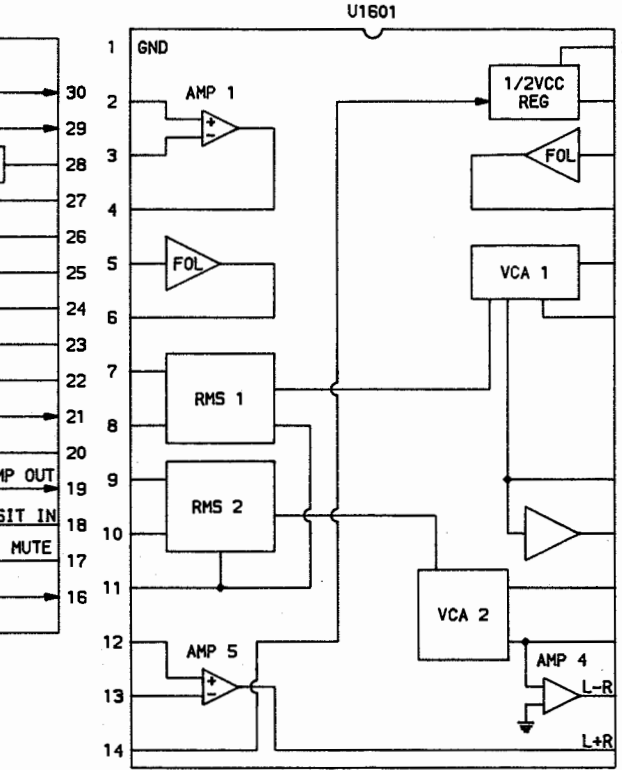 U1601
1 GND
30
1/2VCC
REG
2 AMP 1
+
-
29
3
28
FOL
27
4
26
5 FOL
25
VCA 1
24
6
23
7
22
RMS 1
21
8
20
MP OUT
19
9
SIT IN
18
RMS 2
10
MUTE
17
11
16
VCA 2
12
AMP 5
+
-
AMP 4
13
L-R
L+R
14